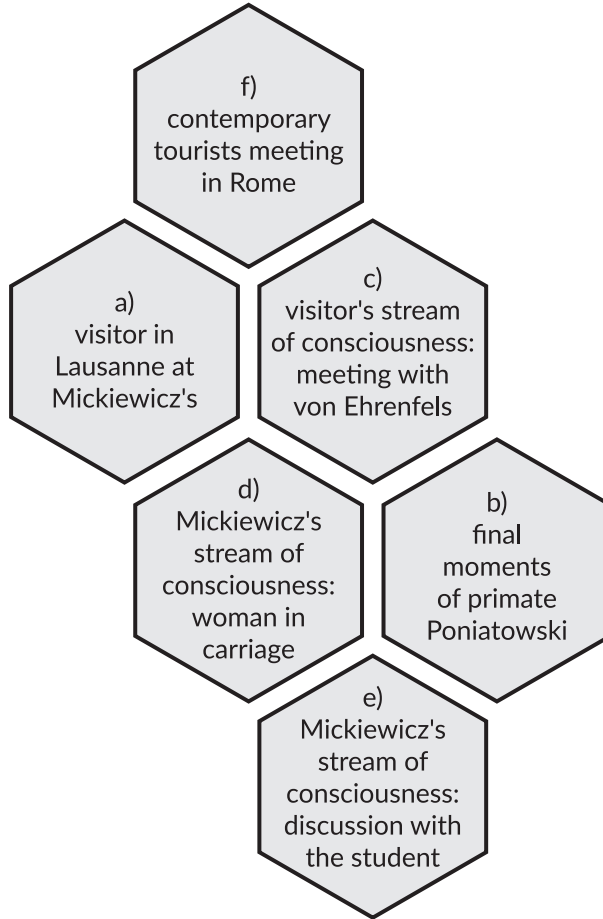 f)
contemporary
tourists meeting
in Rome
a)
visitor in
Lausanne at
Mickiewicz's
c)
visitor's stream
of consciousness:
meeting with
von Ehrenfels
d)
Mickiewicz's
stream of
consciousness:
woman in
carriage
b)
final
moments
of primate
Poniatowski
e)
Mickiewicz's
stream of
consciousness:
discussion with
the student